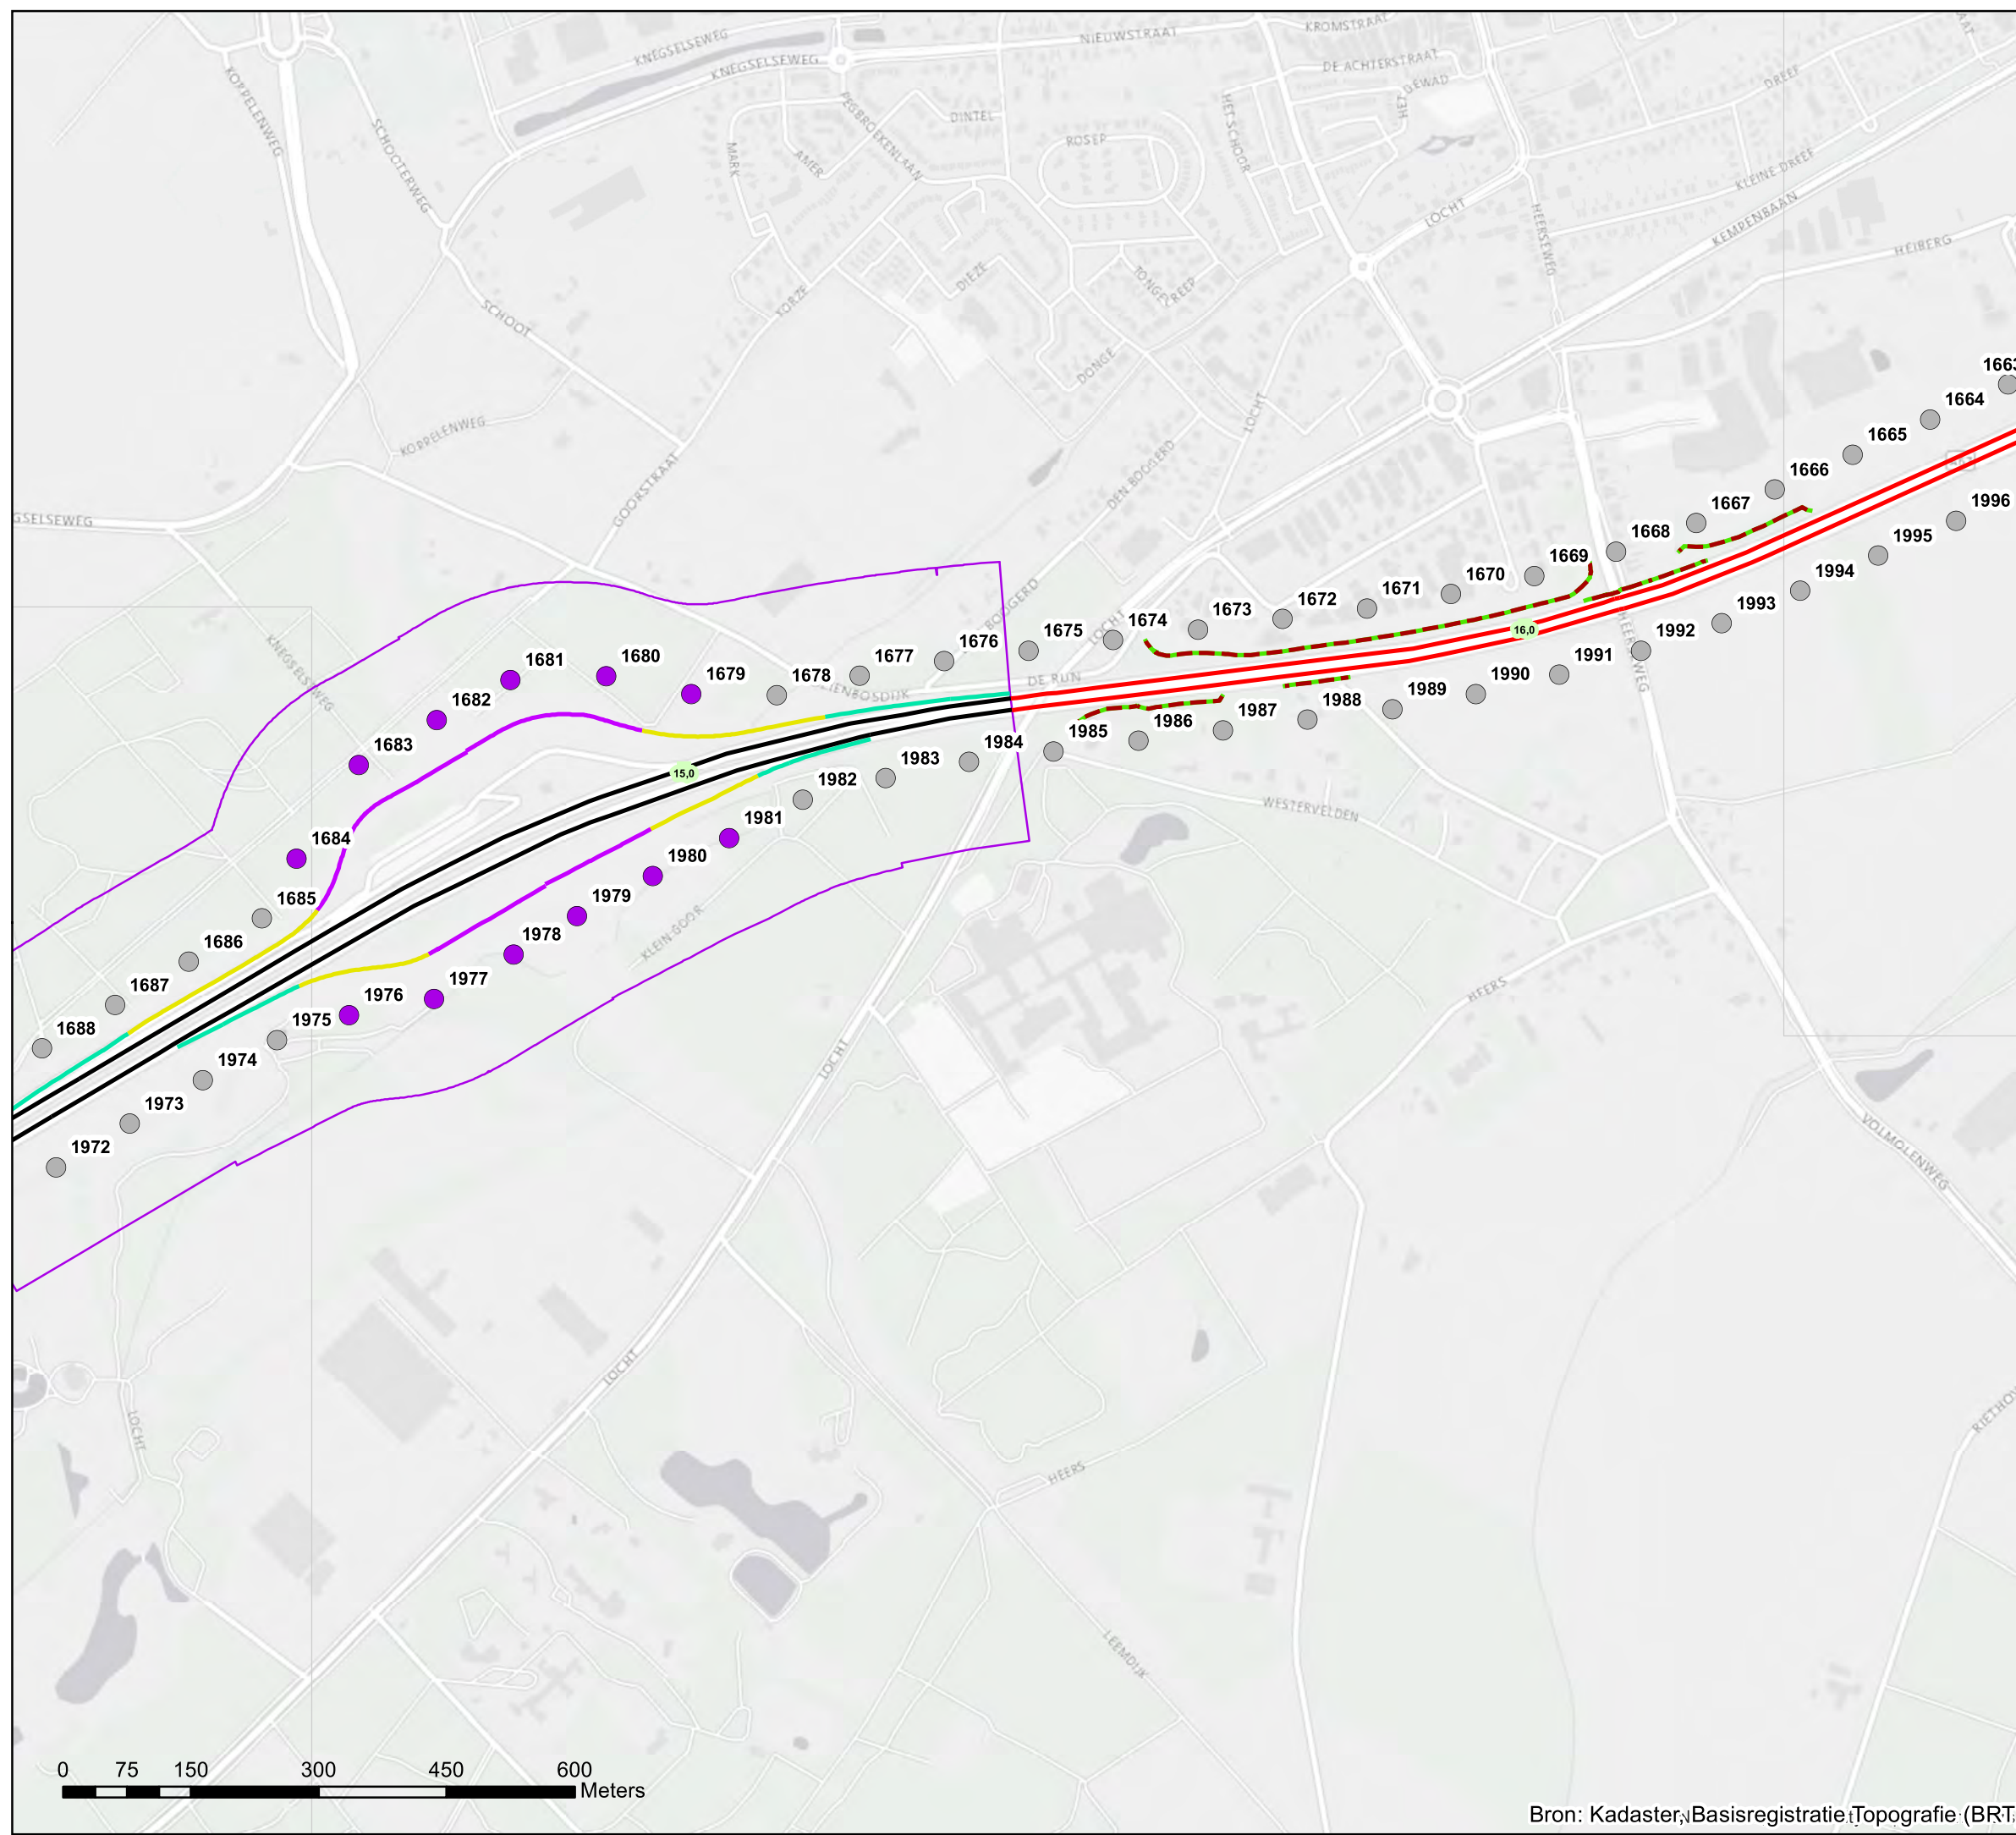 KNEGSELSEWEG
NIEUWSTRAAT
KROMSTRAAT
KNEGSELSEWEG
DE ACHTERSTRAAT
DREEF
KOPPELENWEG
SCHOOTERWEG
PEGBROEKENLAAN
DINTEL
HET SCHOOR
ROSEP
MARK
AMER
KLEINE DREEF
LOCHT
HEERSEWEG
KEMPENBAAN
HEIBERG
DIEZE
SCHOOT
DONGE
1663
1664
LOCHT
1665
KOPPELENWEG
1666
GOORSTRAAT
DEN BOOGERD
1667
1996
GSELSEWEG
1668
1995
1669
1994
1670
1671
1993
1672
1673
1674
LOCHT
1675
1992
1676
1991
1677
1990
1678
DE RUN
16,0
1679
1680
1681
1682
1683
KNEGSELSEWEG
1989
1988
1987
1986
1985
1984
1983
1982
15,0
1981
WESTERVELDEN
1684
1980
1685
1979
KLEIN GOOR
1686
1978
1687
1977
HEERS
1976
1688
1975
1974
LOCHT
1973
1972
VOLMOLENWEG
LOCHT
LOCHT
HEERS
LEEMDIJK
0 75 150 300 450 600
Meters
Bron: Kadaster, Basisregistratie Topografie (BRT